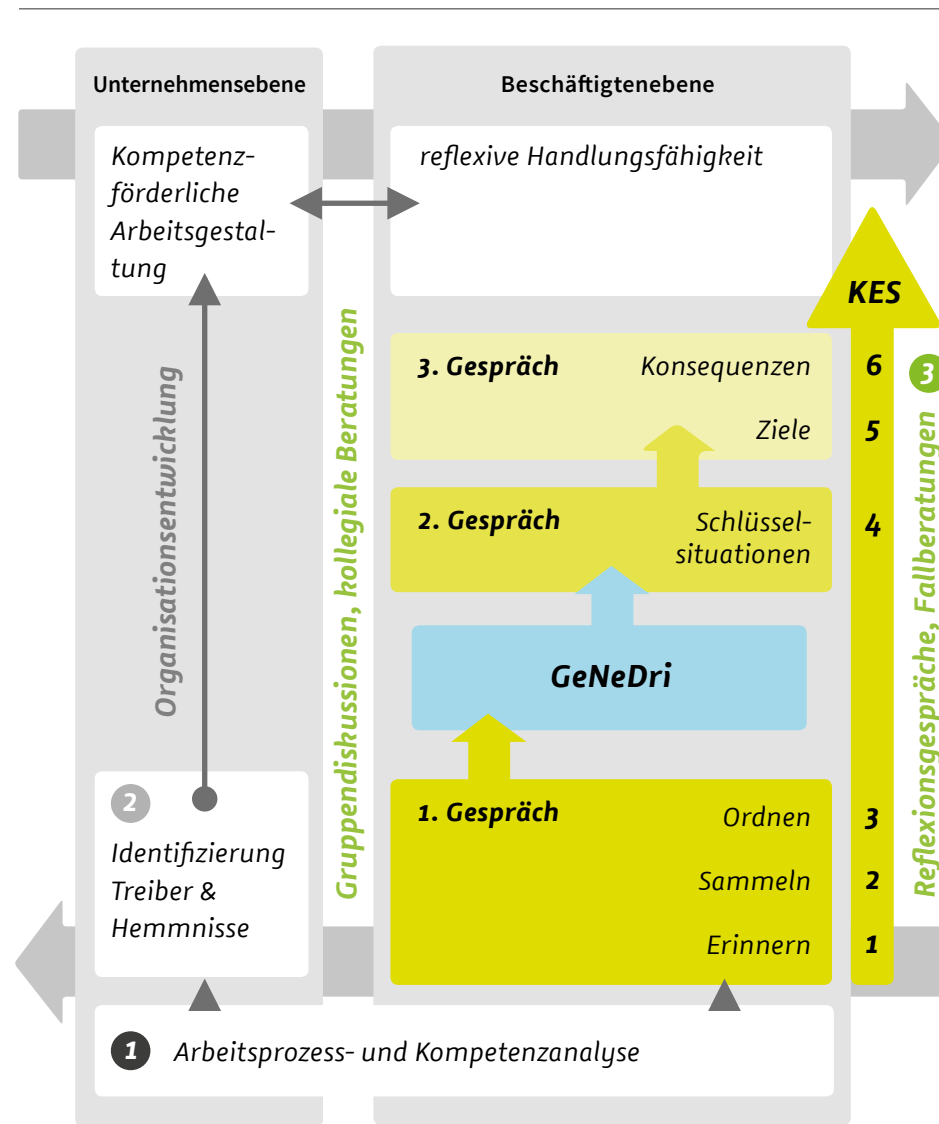 Unternehmensebene
Beschäftigtenebene
Kompetenz-
förderliche
Arbeitsgestal-
tung
reflexive Handlungsfähigkeit
KES
Organisationsentwicklung
Gruppendiskussionen, kollegiale Beratungen
3. Gespräch
Konsequenzen
6
Ziele
5
2. Gespräch
Schlüssel-
situationen
4
GeNeDri
1. Gespräch
Ordnen
3
Sammeln
2
Erinnern
1
3
Reflexionsgespräche, Fallberatungen
2
Identifizierung
Treiber &
Hemmnisse
1 Arbeitsprozess- und Kompetenzanalyse